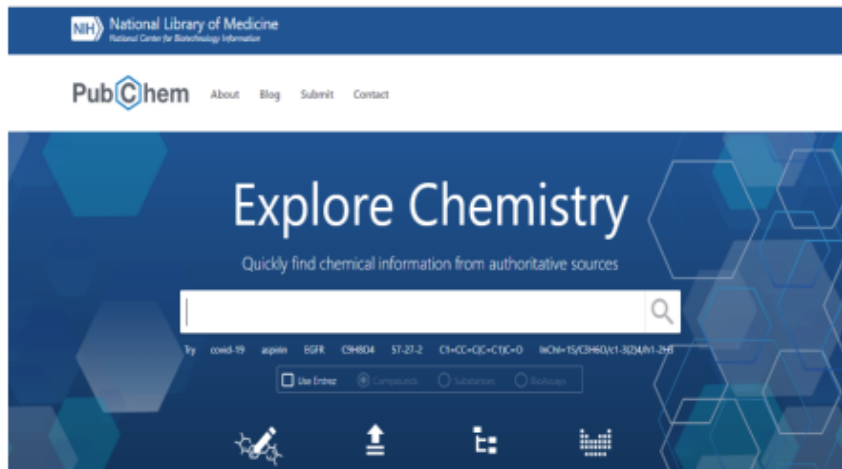 NIH National Library of Medicine
National Center for Biotechnology Information
PubChem About Blog Submit Contact
Explore Chemistry
Quickly find chemical information from authoritative sources
Try covid-19 aspirin EGFR C9H8O4 57-27-2 C1=CC=C(C=C1)C=O InChI=1S/C3H6O/c1-3(2)4/h1-2H3
Use Entrez Compounds Substances BioAssays